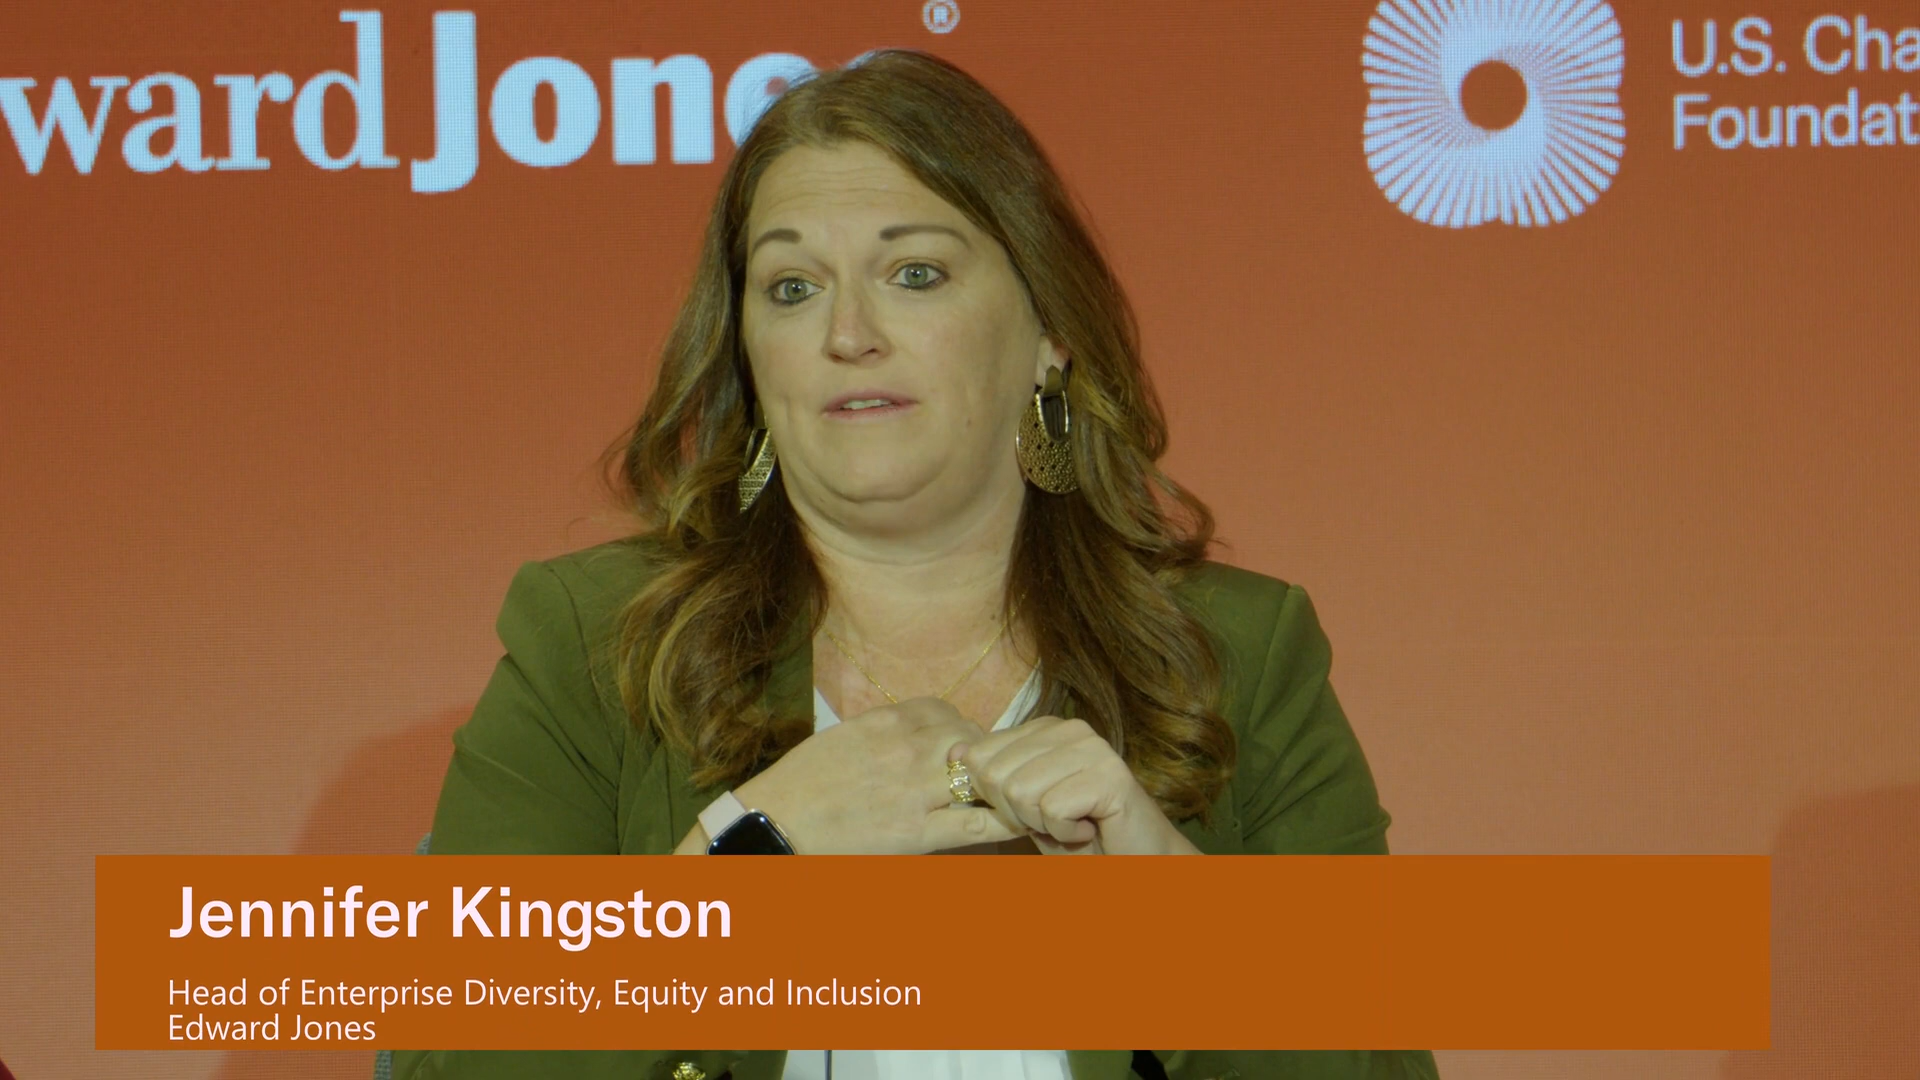 ward Jone
®
U.S. Cha
Foundat
Jennifer Kingston
Head of Enterprise Diversity, Equity and Inclusion
Edward Jones